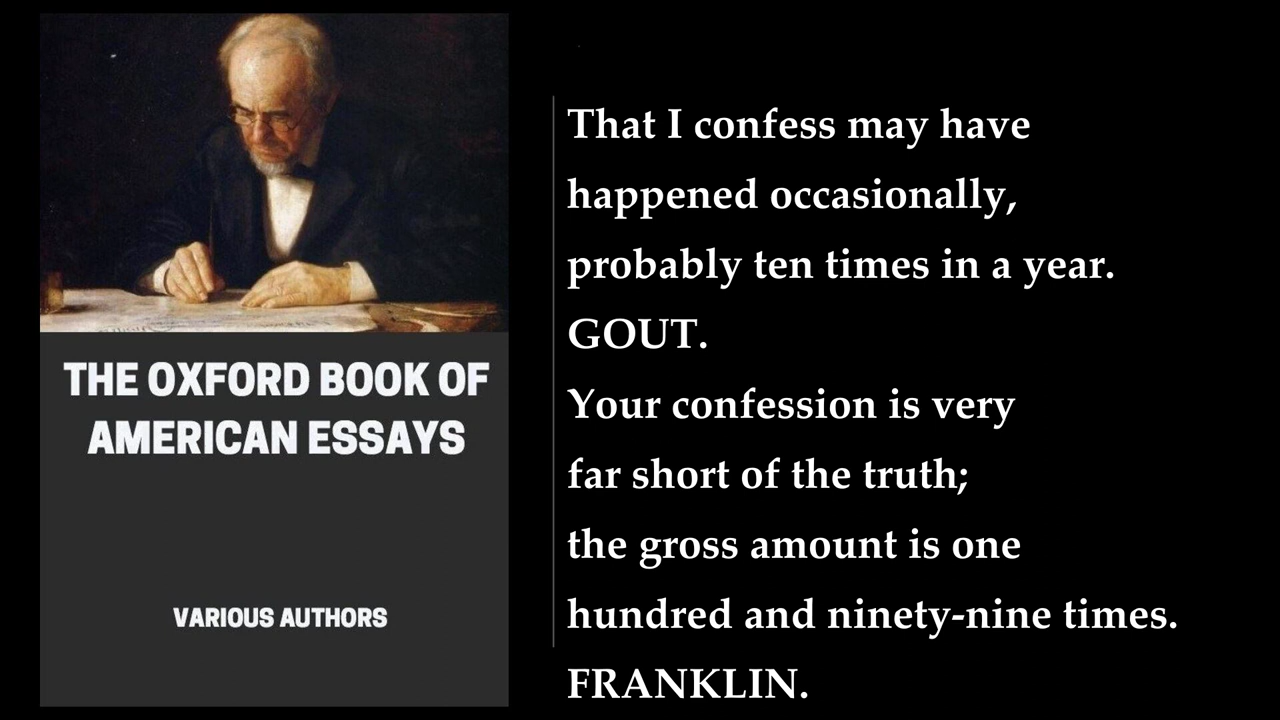 THE OXFORD BOOK OF
AMERICAN ESSAYS
VARIOUS AUTHORS
That I confess may have
happened occasionally,
probably ten times in a year.
GOUT.
Your confession is very
far short of the truth;
the gross amount is one
hundred and ninety-nine times.
FRANKLIN.